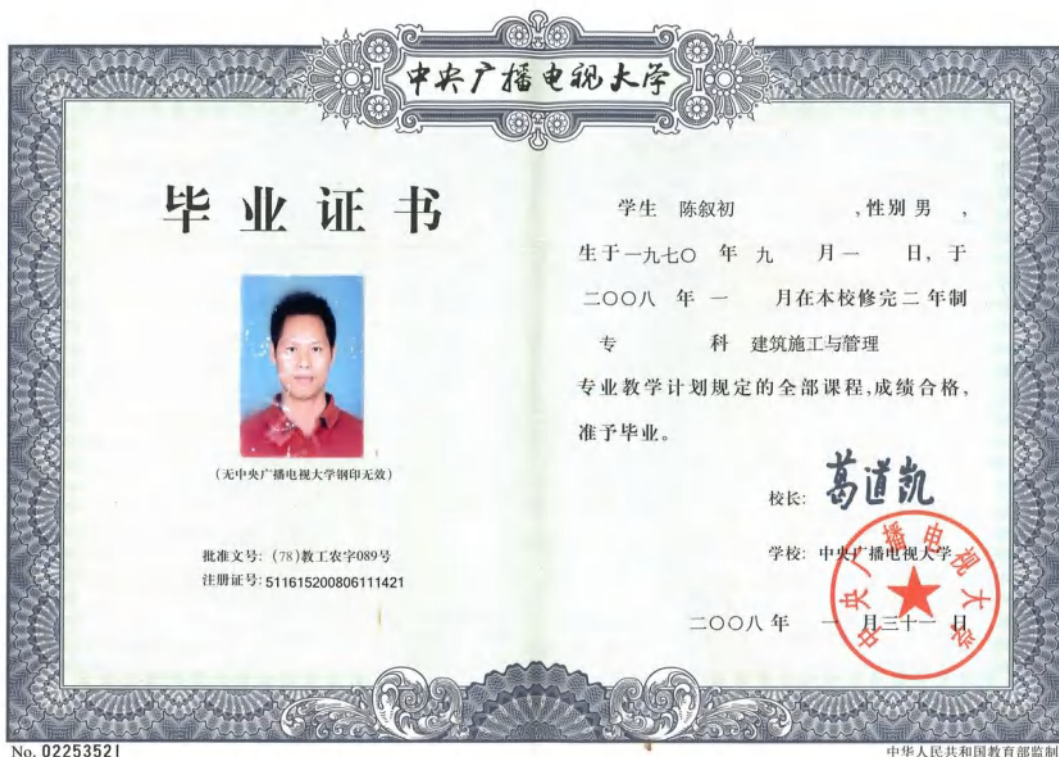 中央广播电视大学
毕业证书
(无中央广播电视大学钢印无效)
批准文号: (78)教工农字089号
注册证号: 511615200806111421
学生 陈叙初 ,性别 男 ,
生于一九七〇 年 九 月一 日, 于
二〇〇八 年 一 月在本校修完二 年制
专 科 建筑施工与管理
专业教学计划规定的全部课程,成绩合格,
准予毕业。
校长: 葛道凯
学校: 中央广播电视大学
二〇〇八 年 一 月三十一 日
中央广播电视大学
No. 02253521
中华人民共和国教育部监制